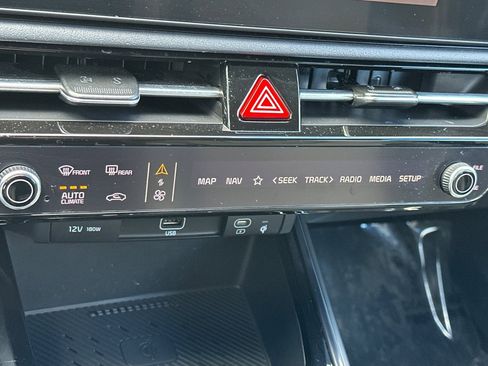 FRONT REAR
MAP NAV <SEEK TRACK> RADIO MEDIA SETUP
AUTO
CLIMATE
12V 180W USB